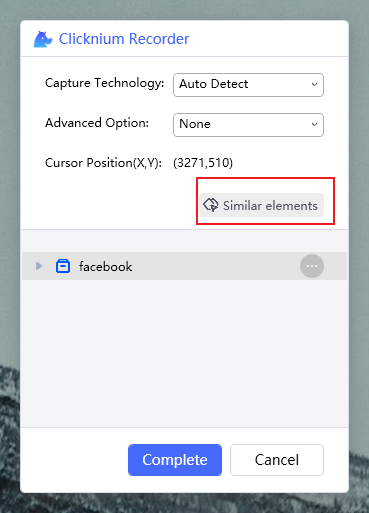 Clicknium Recorder
Capture Technology: Auto Detect
Advanced Option: None
Cursor Position(X,Y): (3271,510)
Similar elements
facebook
Complete Cancel